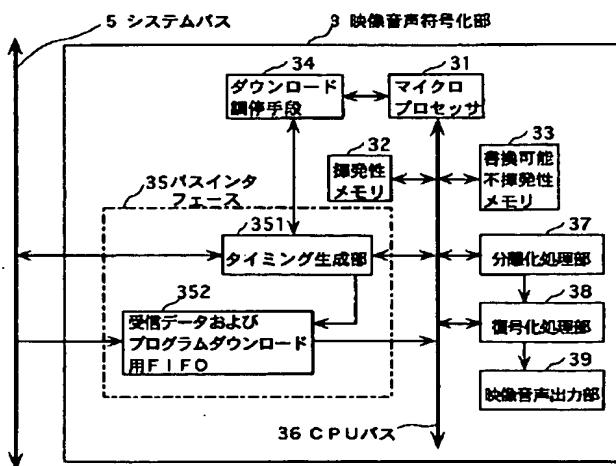 5 システムバス
3 映像音声符号化部
34
ダウンロード
調停手段
31
マイクロ
プロセッサ
32
揮発性
メモリ
33
書換可能
不揮発性
メモリ
35バスインタ
フェース
351
タイミング生成部
352
受信データおよび
プログラムダウンロード
用FIFO
37
分離化処理部
38
復号化処理部
39
映像音声出力部
36 CPUバス